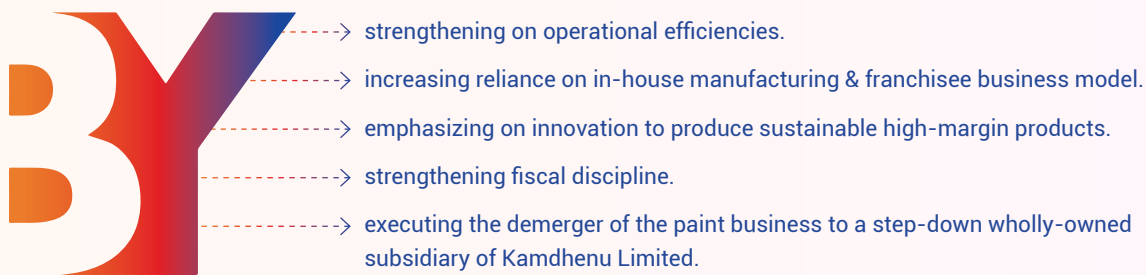 BY
strengthening on operational efficiencies.
increasing reliance on in-house manufacturing & franchisee business model.
emphasizing on innovation to produce sustainable high-margin products.
strengthening fiscal discipline.
executing the demerger of the paint business to a step-down wholly-owned
subsidiary of Kamdhenu Limited.